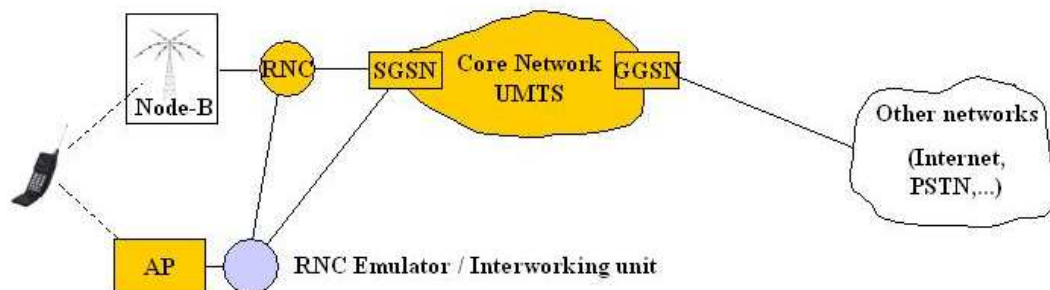 Node-B
RNC
SGSN
Core Network
UMTS
GGSN
Other networks
(Internet,
PSTN,...)
AP
RNC Emulator / Interworking unit